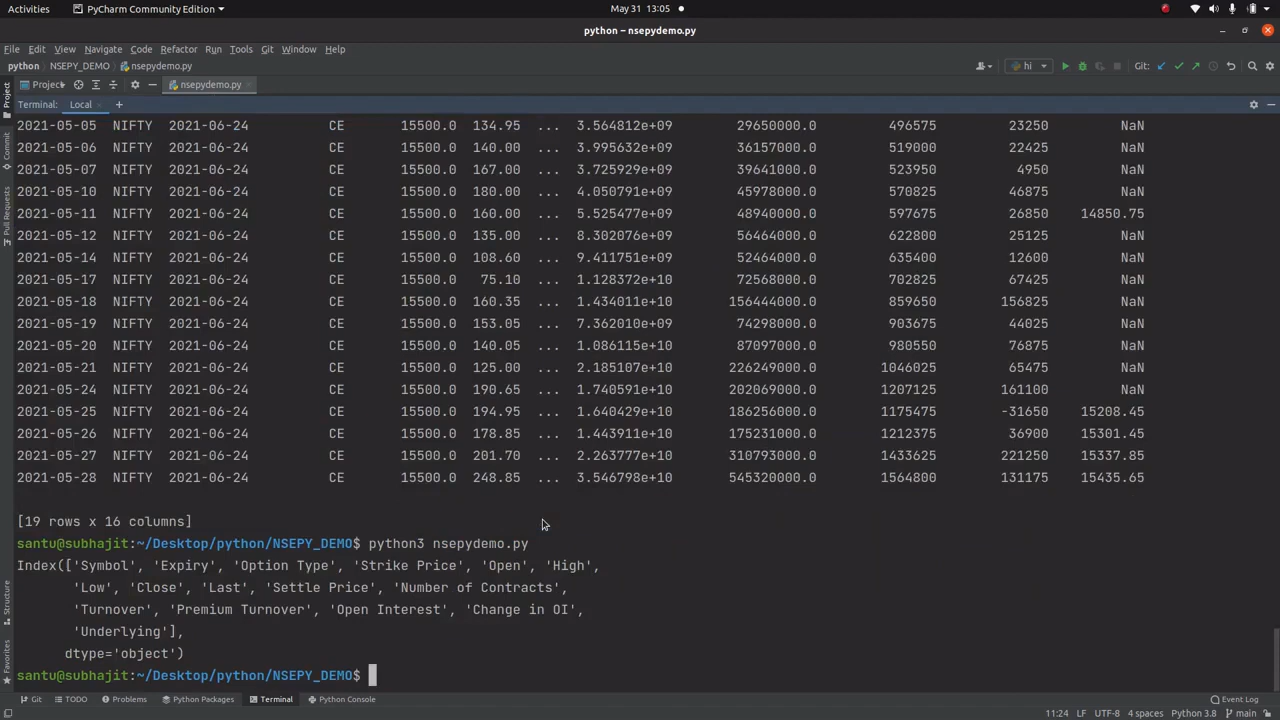 Activities PyCharm Community Edition May 31 13:05
python – nsepydemo.py
File Edit View Navigate Code Refactor Run Tools Git Window Help
python NSEPY_DEMO nsepydemo.py hi Git:
Project nsepydemo.py
Terminal: Local +
2021-05-05 NIFTY 2021-06-24 CE 15500.0 134.95 ... 3.564812e+09 29650000.0 496575 23250 NaN
2021-05-06 NIFTY 2021-06-24 CE 15500.0 140.00 ... 3.995632e+09 36157000.0 519000 22425 NaN
2021-05-07 NIFTY 2021-06-24 CE 15500.0 167.00 ... 3.725929e+09 39641000.0 523950 4950 NaN
2021-05-10 NIFTY 2021-06-24 CE 15500.0 180.00 ... 4.050791e+09 45978000.0 570825 46875 NaN
2021-05-11 NIFTY 2021-06-24 CE 15500.0 160.00 ... 5.525477e+09 48940000.0 597675 26850 14850.75
2021-05-12 NIFTY 2021-06-24 CE 15500.0 135.00 ... 8.302076e+09 56464000.0 622800 25125 NaN
2021-05-14 NIFTY 2021-06-24 CE 15500.0 108.60 ... 9.411751e+09 52464000.0 635400 12600 NaN
2021-05-17 NIFTY 2021-06-24 CE 15500.0 75.10 ... 1.128372e+10 72568000.0 702825 67425 NaN
2021-05-18 NIFTY 2021-06-24 CE 15500.0 160.35 ... 1.434011e+10 156444000.0 859650 156825 NaN
2021-05-19 NIFTY 2021-06-24 CE 15500.0 153.05 ... 7.362010e+09 74298000.0 903675 44025 NaN
2021-05-20 NIFTY 2021-06-24 CE 15500.0 140.05 ... 1.086115e+10 87097000.0 980550 76875 NaN
2021-05-21 NIFTY 2021-06-24 CE 15500.0 125.00 ... 2.185107e+10 226249000.0 1046025 65475 NaN
2021-05-24 NIFTY 2021-06-24 CE 15500.0 190.65 ... 1.740591e+10 202069000.0 1207125 161100 NaN
2021-05-25 NIFTY 2021-06-24 CE 15500.0 194.95 ... 1.640429e+10 186256000.0 1175475 -31650 15208.45
2021-05-26 NIFTY 2021-06-24 CE 15500.0 178.85 ... 1.443911e+10 175231000.0 1212375 36900 15301.45
2021-05-27 NIFTY 2021-06-24 CE 15500.0 201.70 ... 2.263777e+10 310793000.0 1433625 221250 15337.85
2021-05-28 NIFTY 2021-06-24 CE 15500.0 248.85 ... 3.546798e+10 545320000.0 1564800 131175 15435.65
[19 rows x 16 columns]
santu@subhajit:~/Desktop/python/NSEPY_DEMO$ python3 nsepydemo.py
Index(['Symbol', 'Expiry', 'Option Type', 'Strike Price', 'Open', 'High',
'Low', 'Close', 'Last', 'Settle Price', 'Number of Contracts',
'Turnover', 'Premium Turnover', 'Open Interest', 'Change in OI',
'Underlying'],
dtype='object')
santu@subhajit:~/Desktop/python/NSEPY_DEMO$
Project
Commit
Pull Requests
Structure
Favorites
Git TODO Problems Python Packages Terminal Python Console Event Log
11:24 LF UTF-8 4 spaces Python 3.8 main